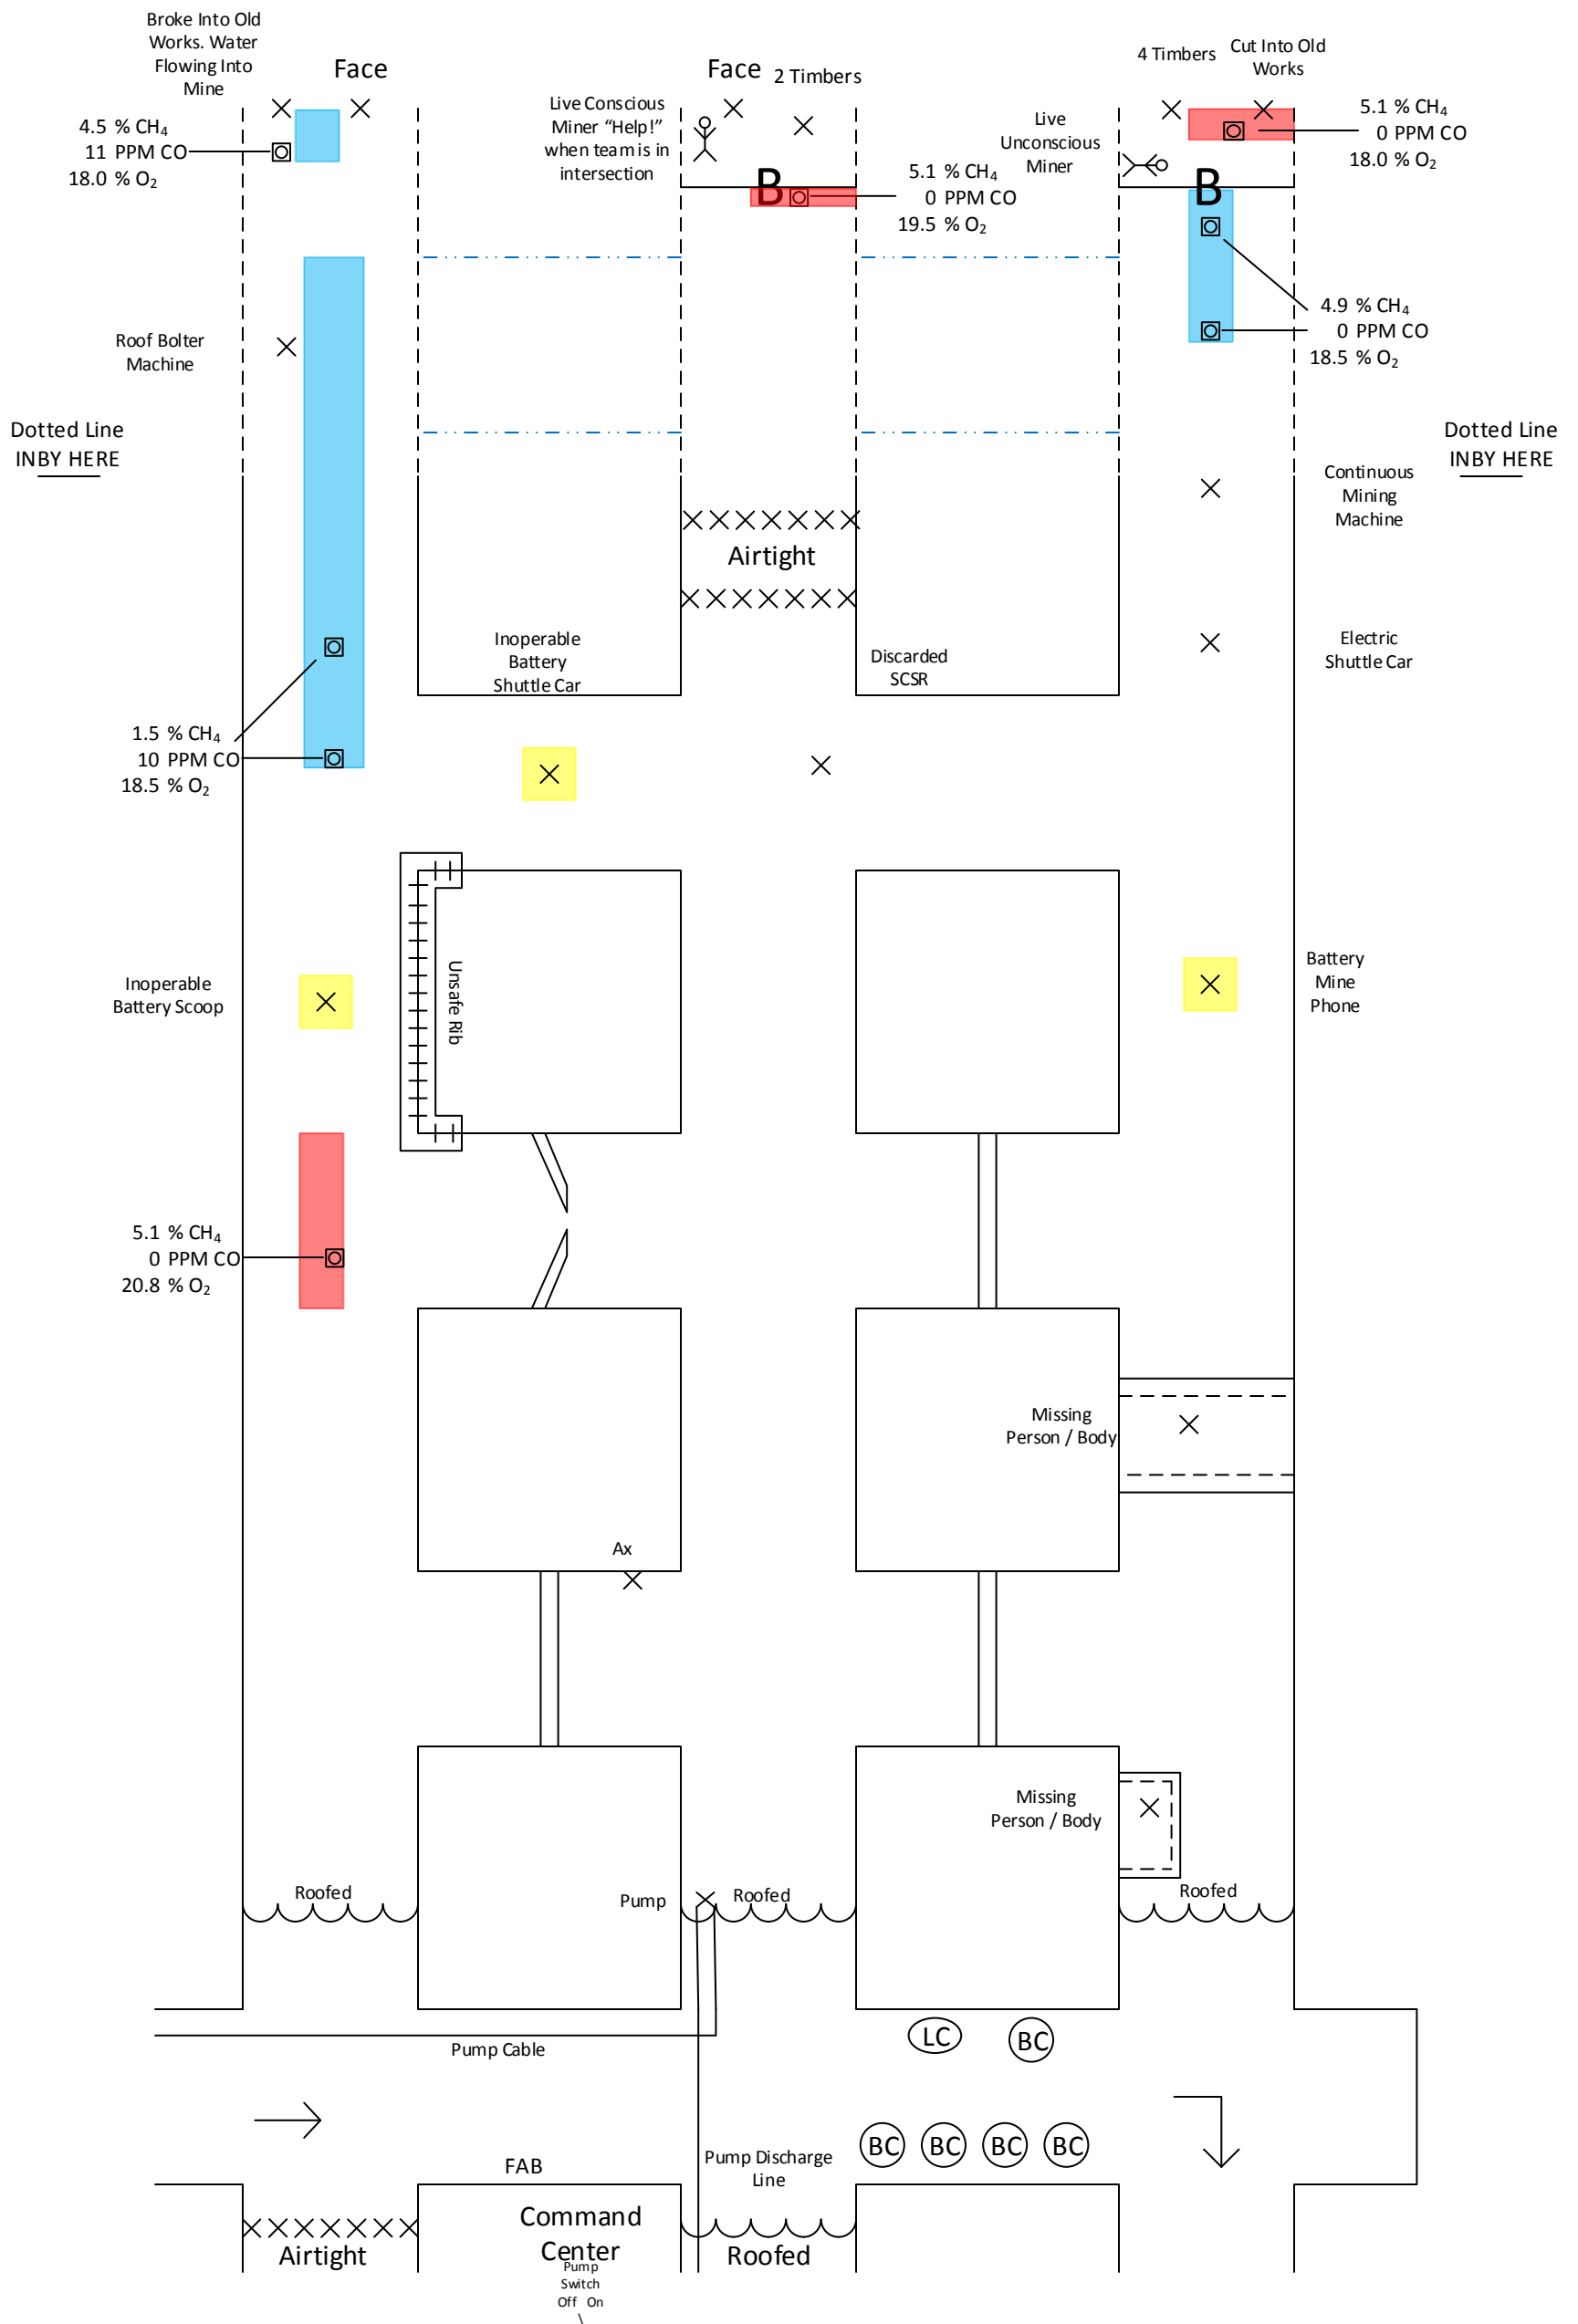 Broke Into Old
Works. Water
Flowing Into
Mine
Face
Face
2 Timbers
4 Timbers
Cut Into Old
Works
4.5 % CH₄
11 PPM CO
18.0 % O₂
Live Conscious
Miner “Help!”
when team is in
intersection
Live
Unconscious
Miner
5.1 % CH₄
0 PPM CO
18.0 % O₂
B
5.1 % CH₄
0 PPM CO
19.5 % O₂
B
4.9 % CH₄
0 PPM CO
18.5 % O₂
Roof Bolter
Machine
Dotted Line
INBY HERE
Dotted Line
INBY HERE
Continuous
Mining
Machine
Airtight
Inoperable
Battery
Shuttle Car
Discarded
SCSR
Electric
Shuttle Car
1.5 % CH₄
10 PPM CO
18.5 % O₂
Inoperable
Battery Scoop
Unsafe Rib
Battery
Mine
Phone
5.1 % CH₄
0 PPM CO
20.8 % O₂
Missing
Person / Body
Ax
Missing
Person / Body
Roofed
Pump
Roofed
Roofed
Pump Cable
LC
BC
BC
BC
BC
BC
FAB
Pump Discharge
Line
Command
Center
Airtight
Roofed
Pump
Switch
Off On